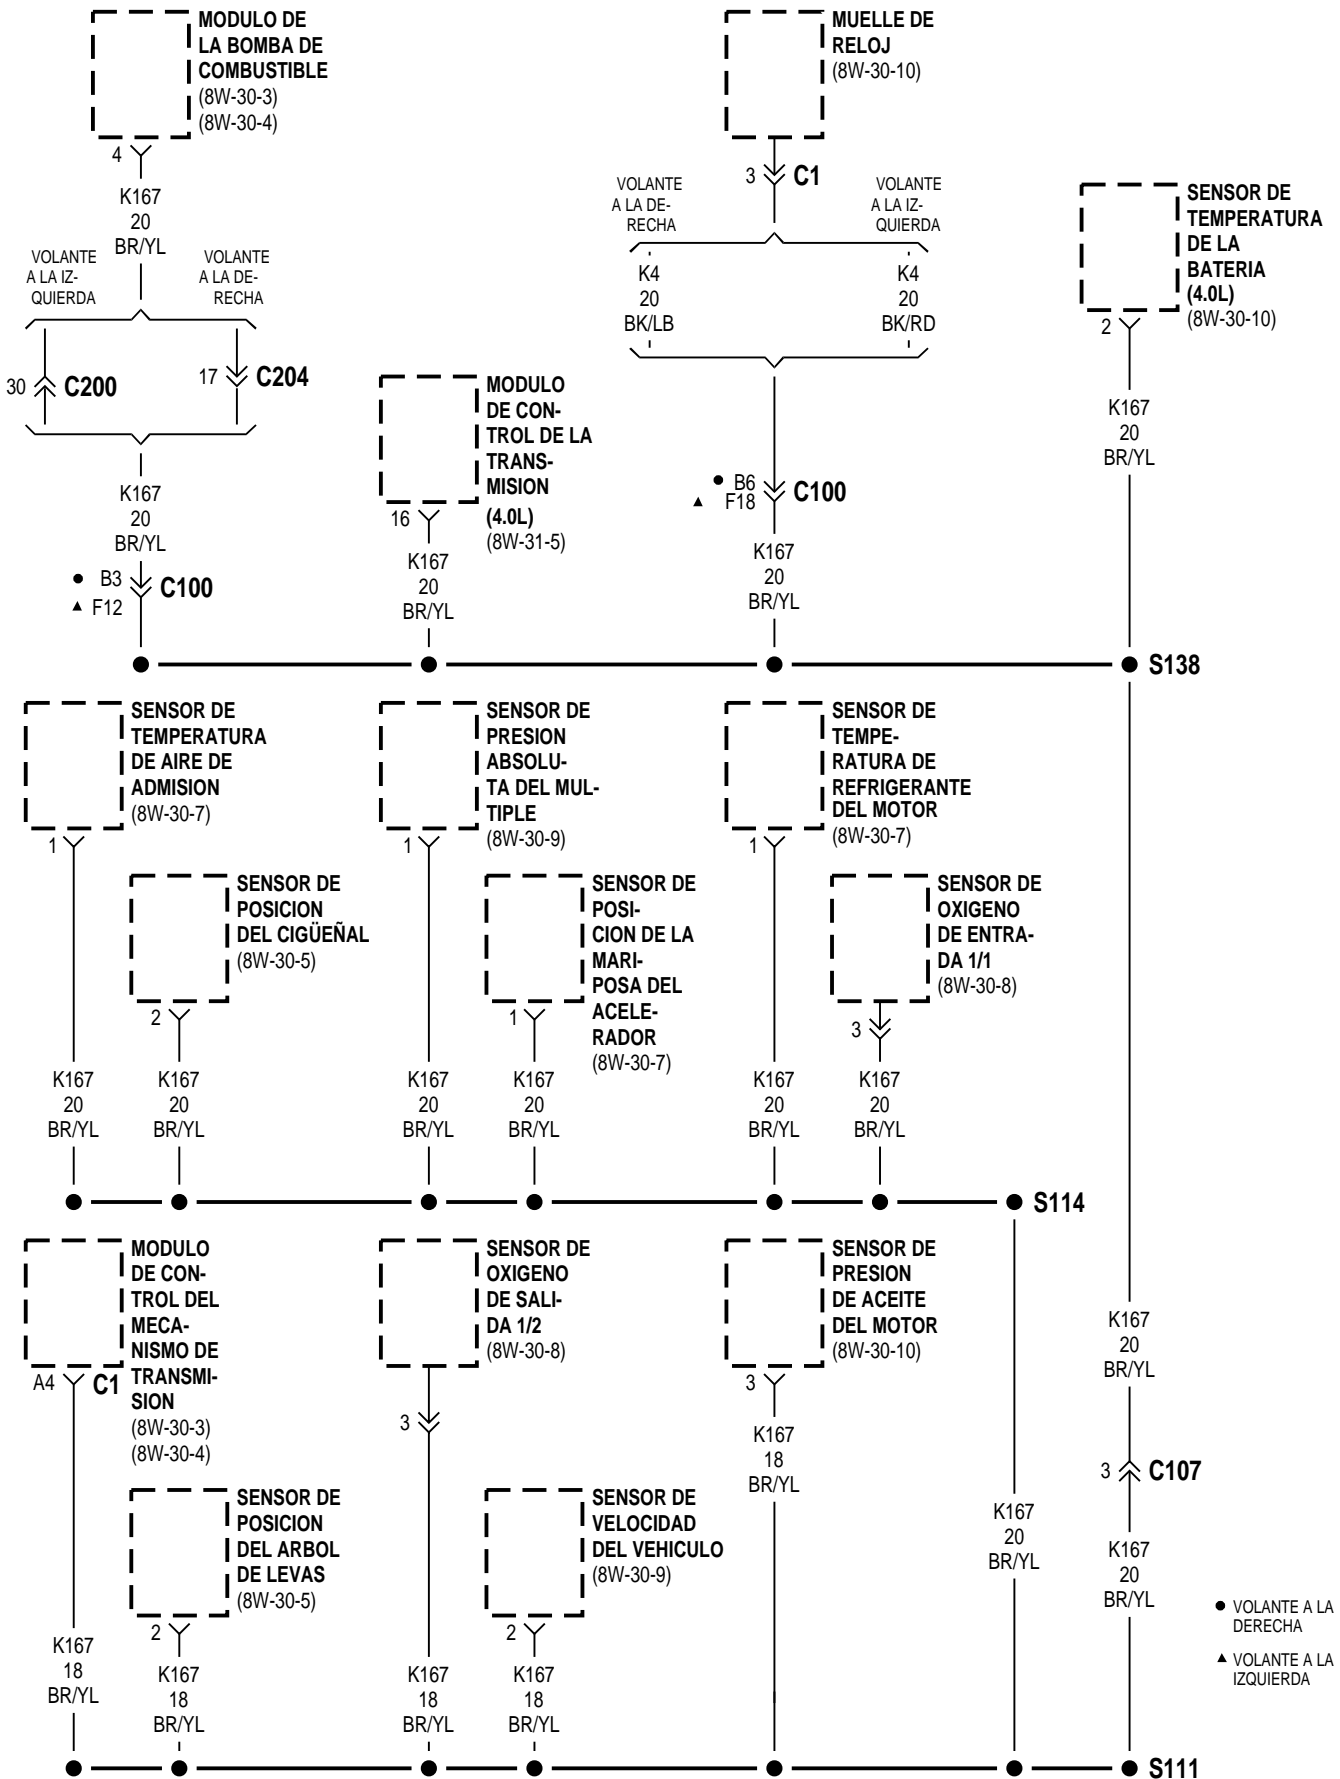 MODULO DE
LA BOMBA DE
COMBUSTIBLE
(8W-30-3)
(8W-30-4)
4
K167
20
BR/YL
VOLANTE
A LA IZ-
QUIERDA
VOLANTE
A LA DE-
RECHA
30
C200
17
C204
K167
20
BR/YL
B3
F12
C100
MODULO
DE CON-
TROL DE LA
TRANS-
MISION
(4.0L)
(8W-31-5)
16
K167
20
BR/YL
MUELLE DE
RELOJ
(8W-30-10)
3
C1
VOLANTE
A LA DE-
RECHA
VOLANTE
A LA IZ-
QUIERDA
K4
20
BK/LB
K4
20
BK/RD
● B6
▲ F18
C100
K167
20
BR/YL
SENSOR DE
TEMPERATURA
DE LA
BATERIA
(4.0L)
(8W-30-10)
2
K167
20
BR/YL
S138
SENSOR DE
TEMPERATURA
DE AIRE DE
ADMISION
(8W-30-7)
1
K167
20
BR/YL
SENSOR DE
POSICION
DEL CIGÜEÑAL
(8W-30-5)
2
K167
20
BR/YL
SENSOR DE
PRESION
ABSOLU-
TA DEL MUL-
TIPLE
(8W-30-9)
1
K167
20
BR/YL
SENSOR DE
POSI-
CION DE LA
MARI-
POSA DEL
ACELE-
RADOR
(8W-30-7)
1
K167
20
BR/YL
SENSOR DE
TEMPE-
RATURA DE
REFRIGERANTE
DEL MOTOR
(8W-30-7)
1
K167
20
BR/YL
SENSOR DE
OXIGENO
DE ENTRA-
DA 1/1
(8W-30-8)
3
K167
20
BR/YL
S114
MODULO
DE CON-
TROL DEL
MECA-
NISMO DE
TRANSMI-
SION
(8W-30-3)
(8W-30-4)
A4
C1
K167
18
BR/YL
SENSOR DE
POSICION
DEL ARBOL
DE LEVAS
(8W-30-5)
2
K167
18
BR/YL
SENSOR DE
OXIGENO
DE SALI-
DA 1/2
(8W-30-8)
3
K167
18
BR/YL
SENSOR DE
VELOCIDAD
DEL VEHICULO
(8W-30-9)
2
K167
18
BR/YL
SENSOR DE
PRESION
DE ACEITE
DEL MOTOR
(8W-30-10)
3
K167
18
BR/YL
K167
20
BR/YL
K167
20
BR/YL
3
C107
K167
20
BR/YL
● VOLANTE A LA
DERECHA
▲ VOLANTE A LA
IZQUIERDA
S111